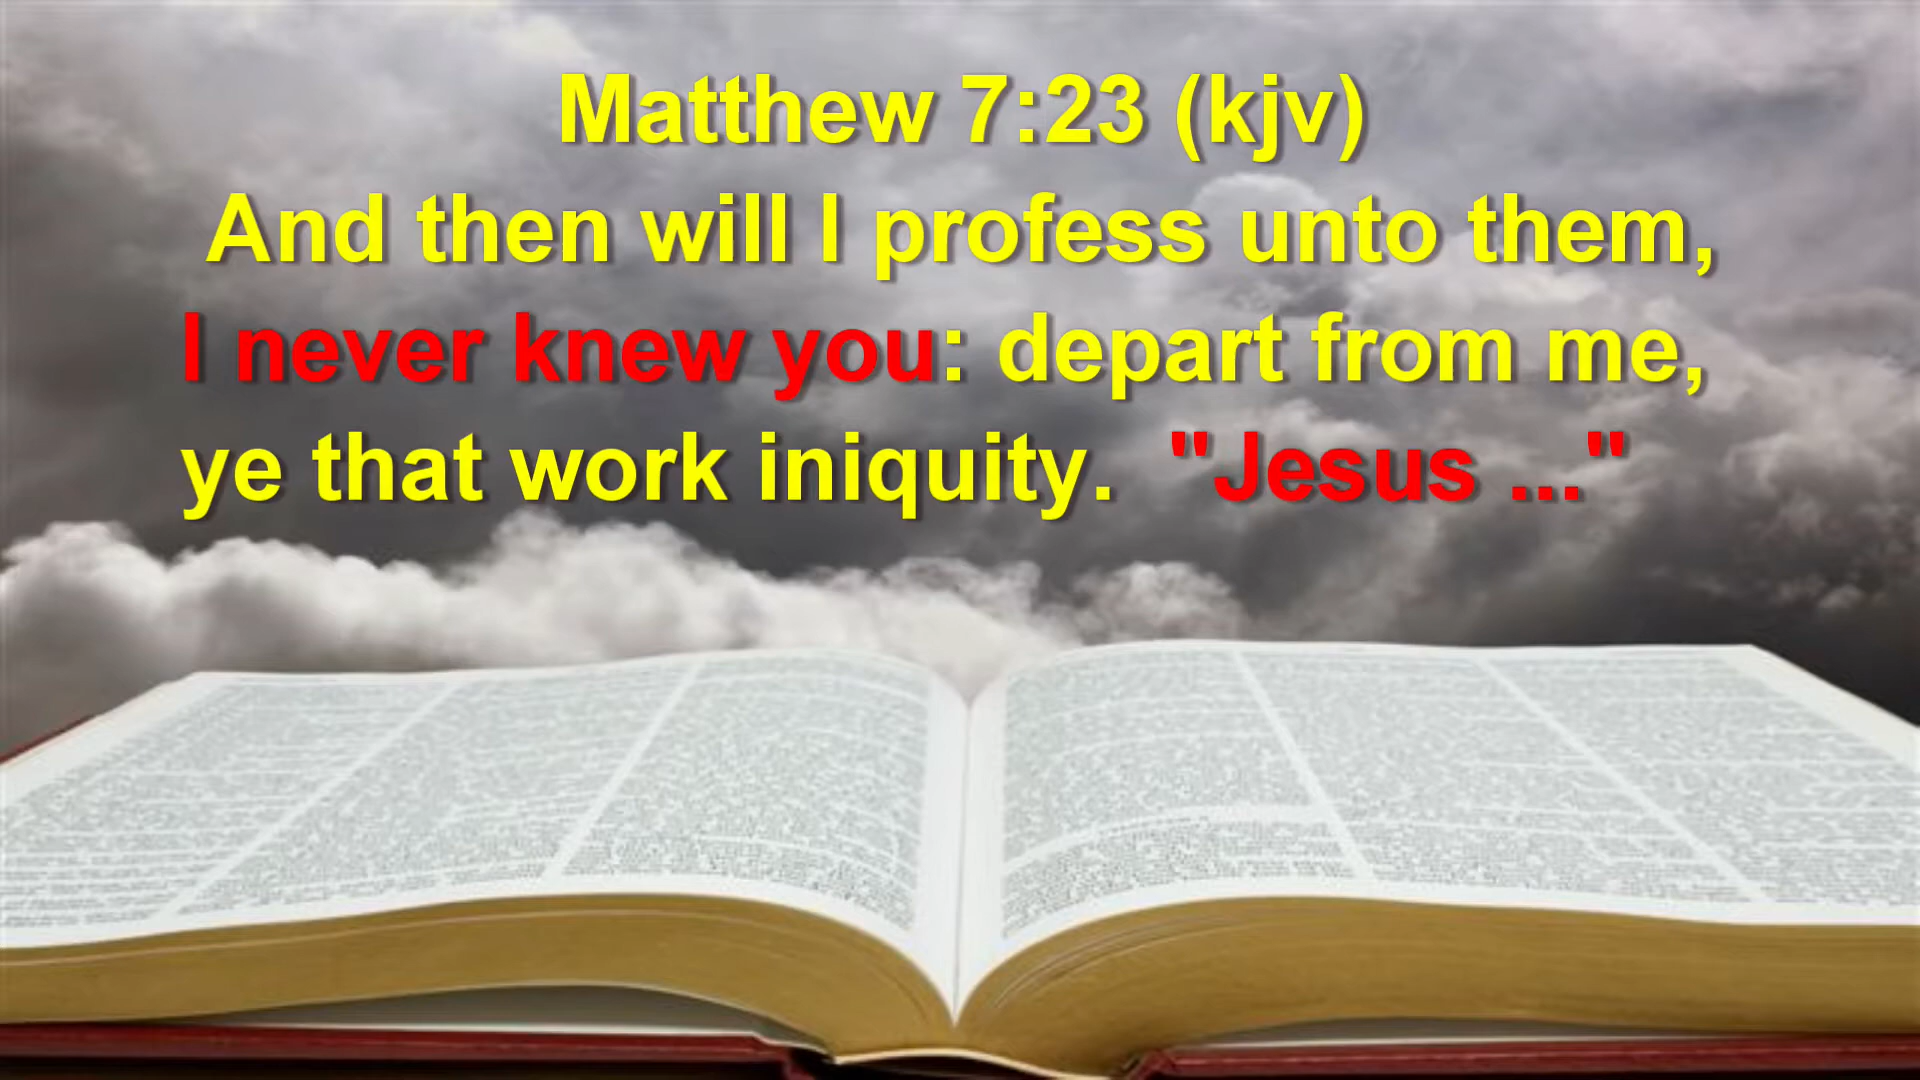 Matthew 7:23 (kjv)
And then will I profess unto them,
I never knew you: depart from me,
ye that work iniquity. "Jesus ..."